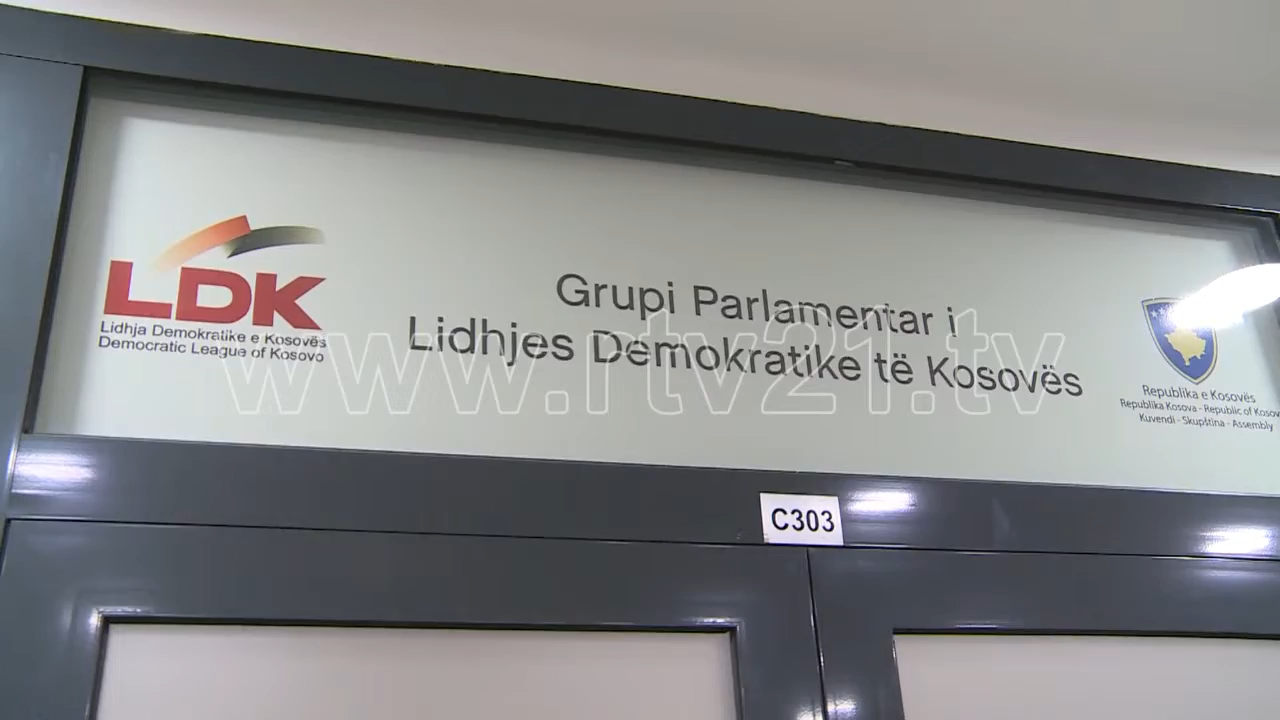 LDK
Lidhja Demokratike e Kosovës
Democratic League of Kosovo
Grupi Parlamentar i
Lidhjes Demokratike të Kosovës
Republika e Kosovës
Republika Kosova - Republic of Kosov
Kuvendi - Skupština - Assembly
C303
www.rtv21.tv